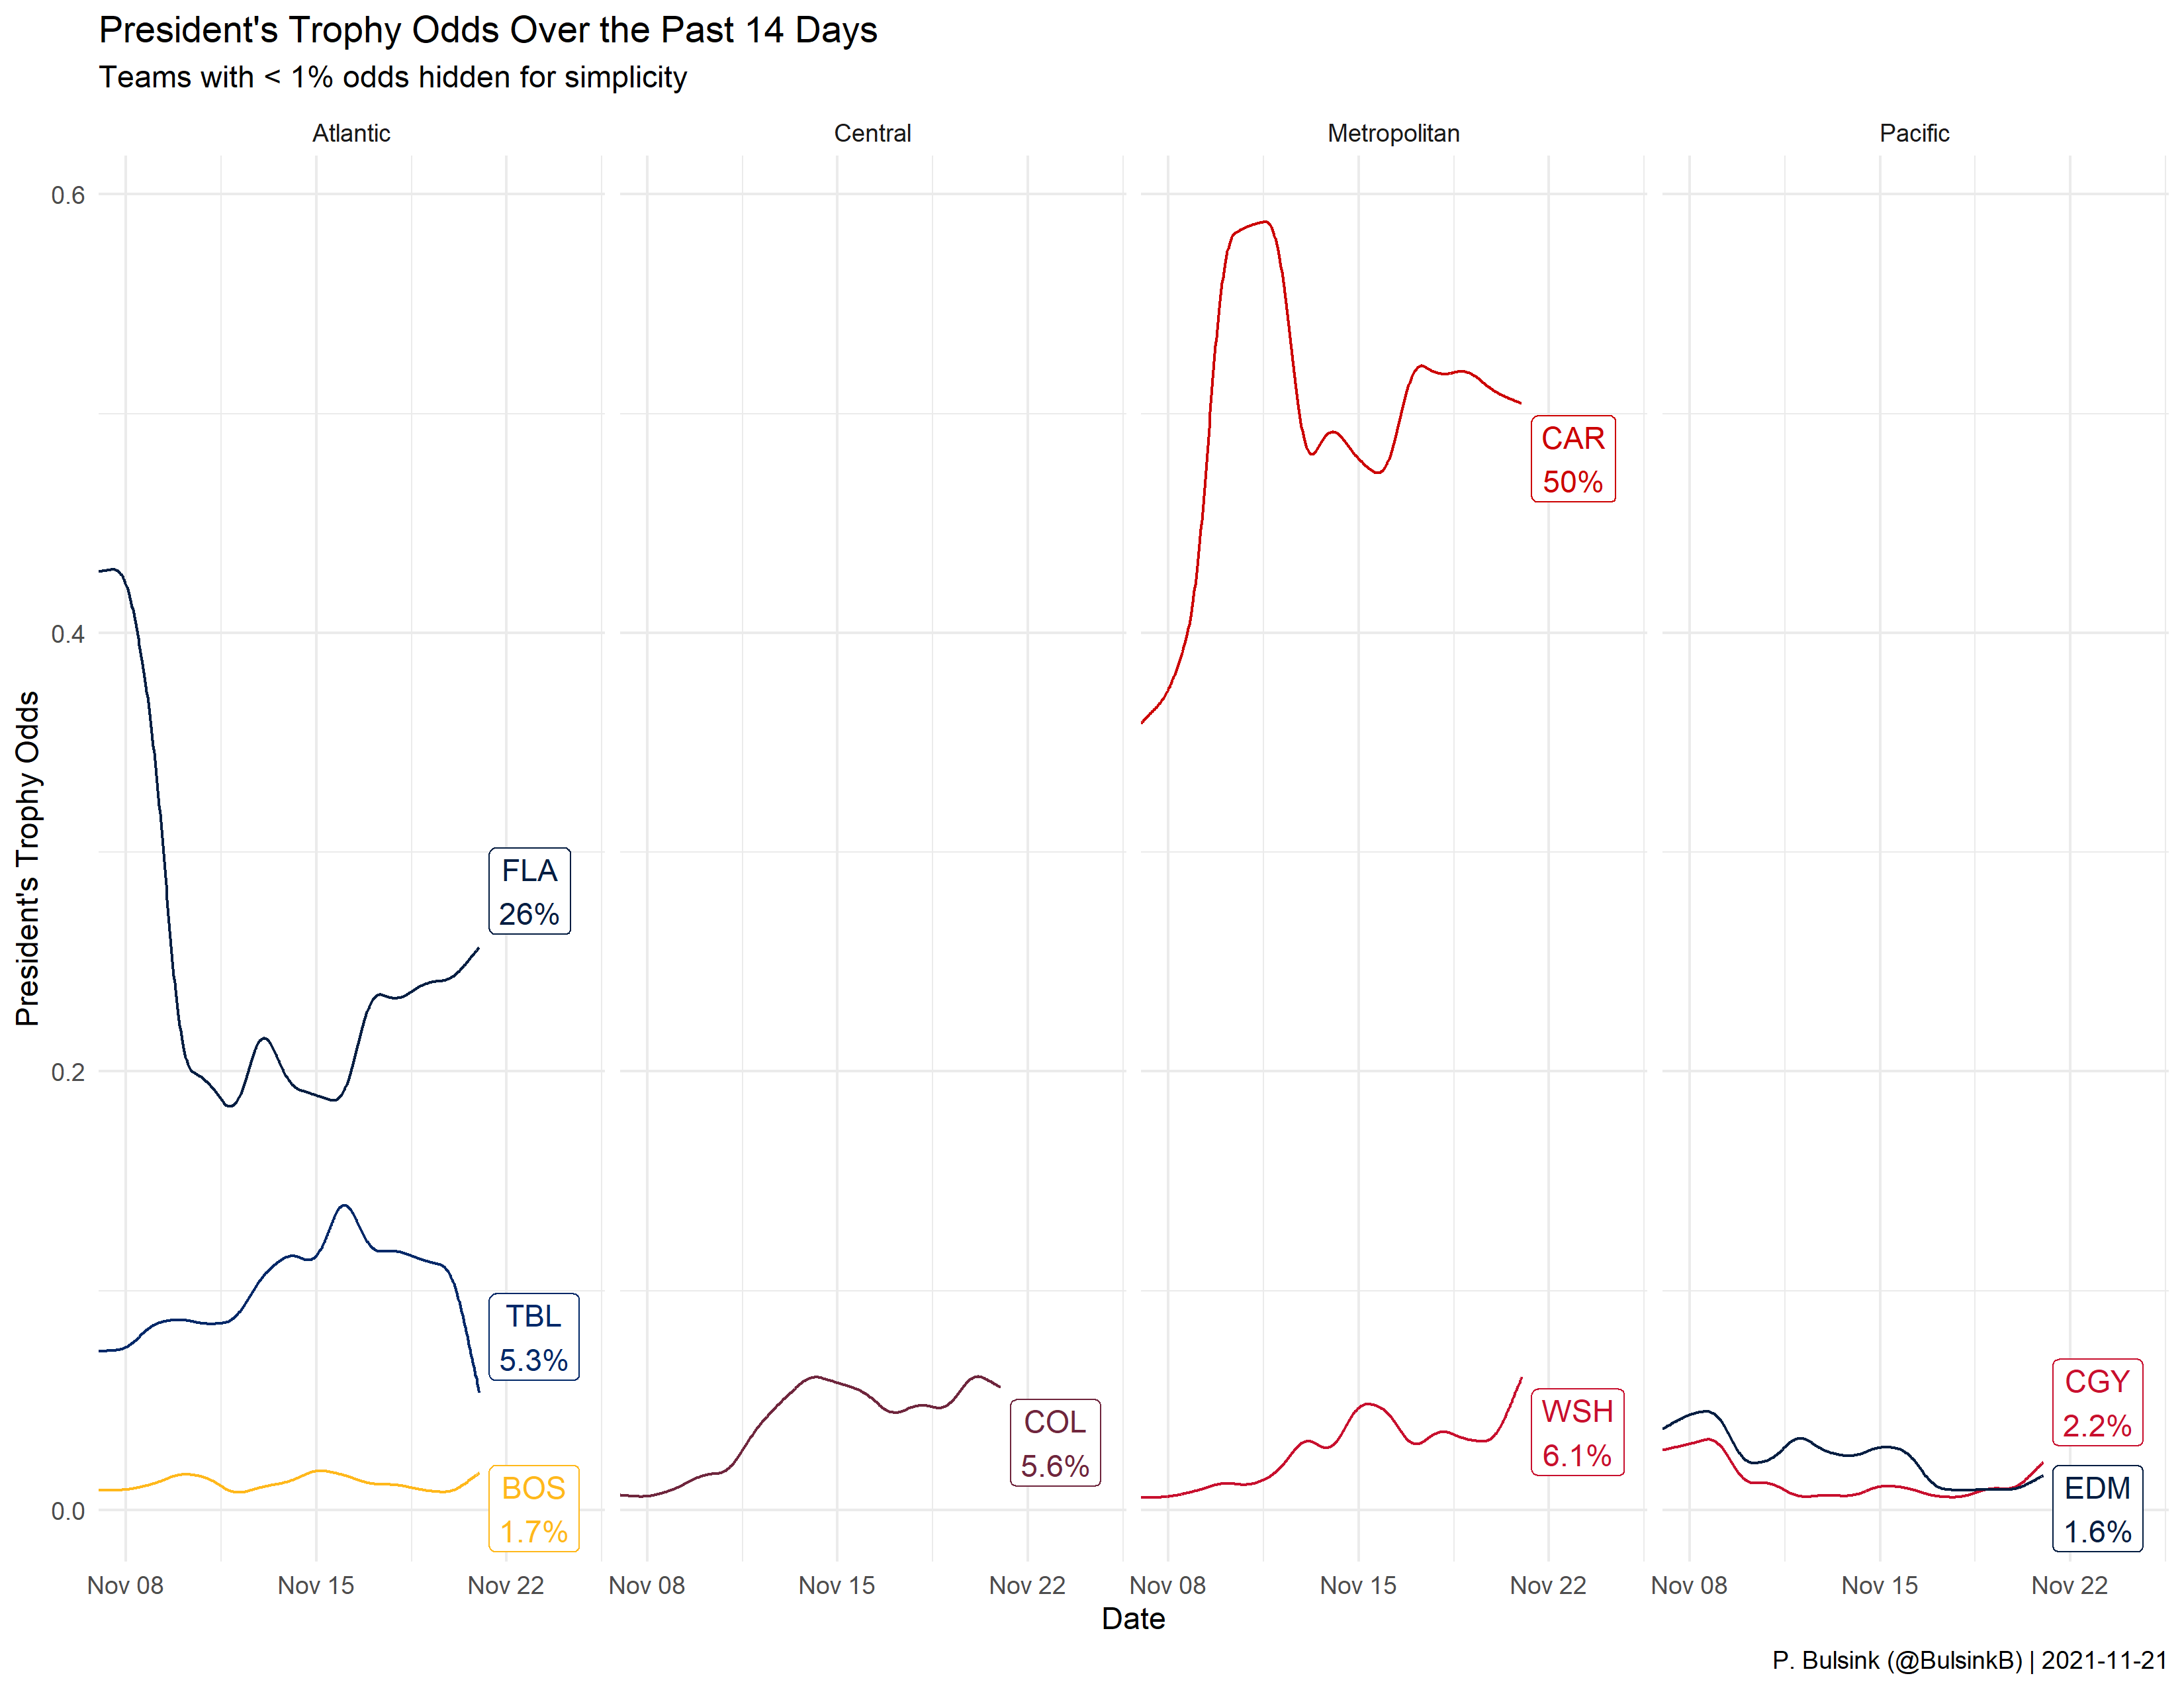 President's Trophy Odds Over the Past 14 Days
Teams with < 1% odds hidden for simplicity
Atlantic
Central
Metropolitan
Pacific
0.6
0.4
0.2
0.0
President's Trophy Odds
FLA
26%
TBL
5.3%
BOS
1.7%
COL
5.6%
CAR
50%
WSH
6.1%
CGY
2.2%
EDM
1.6%
Nov 08
Nov 15
Nov 22
Nov 08
Nov 15
Nov 22
Nov 08
Nov 15
Nov 22
Nov 08
Nov 15
Nov 22
Date
P. Bulsink (@BulsinkB) | 2021-11-21